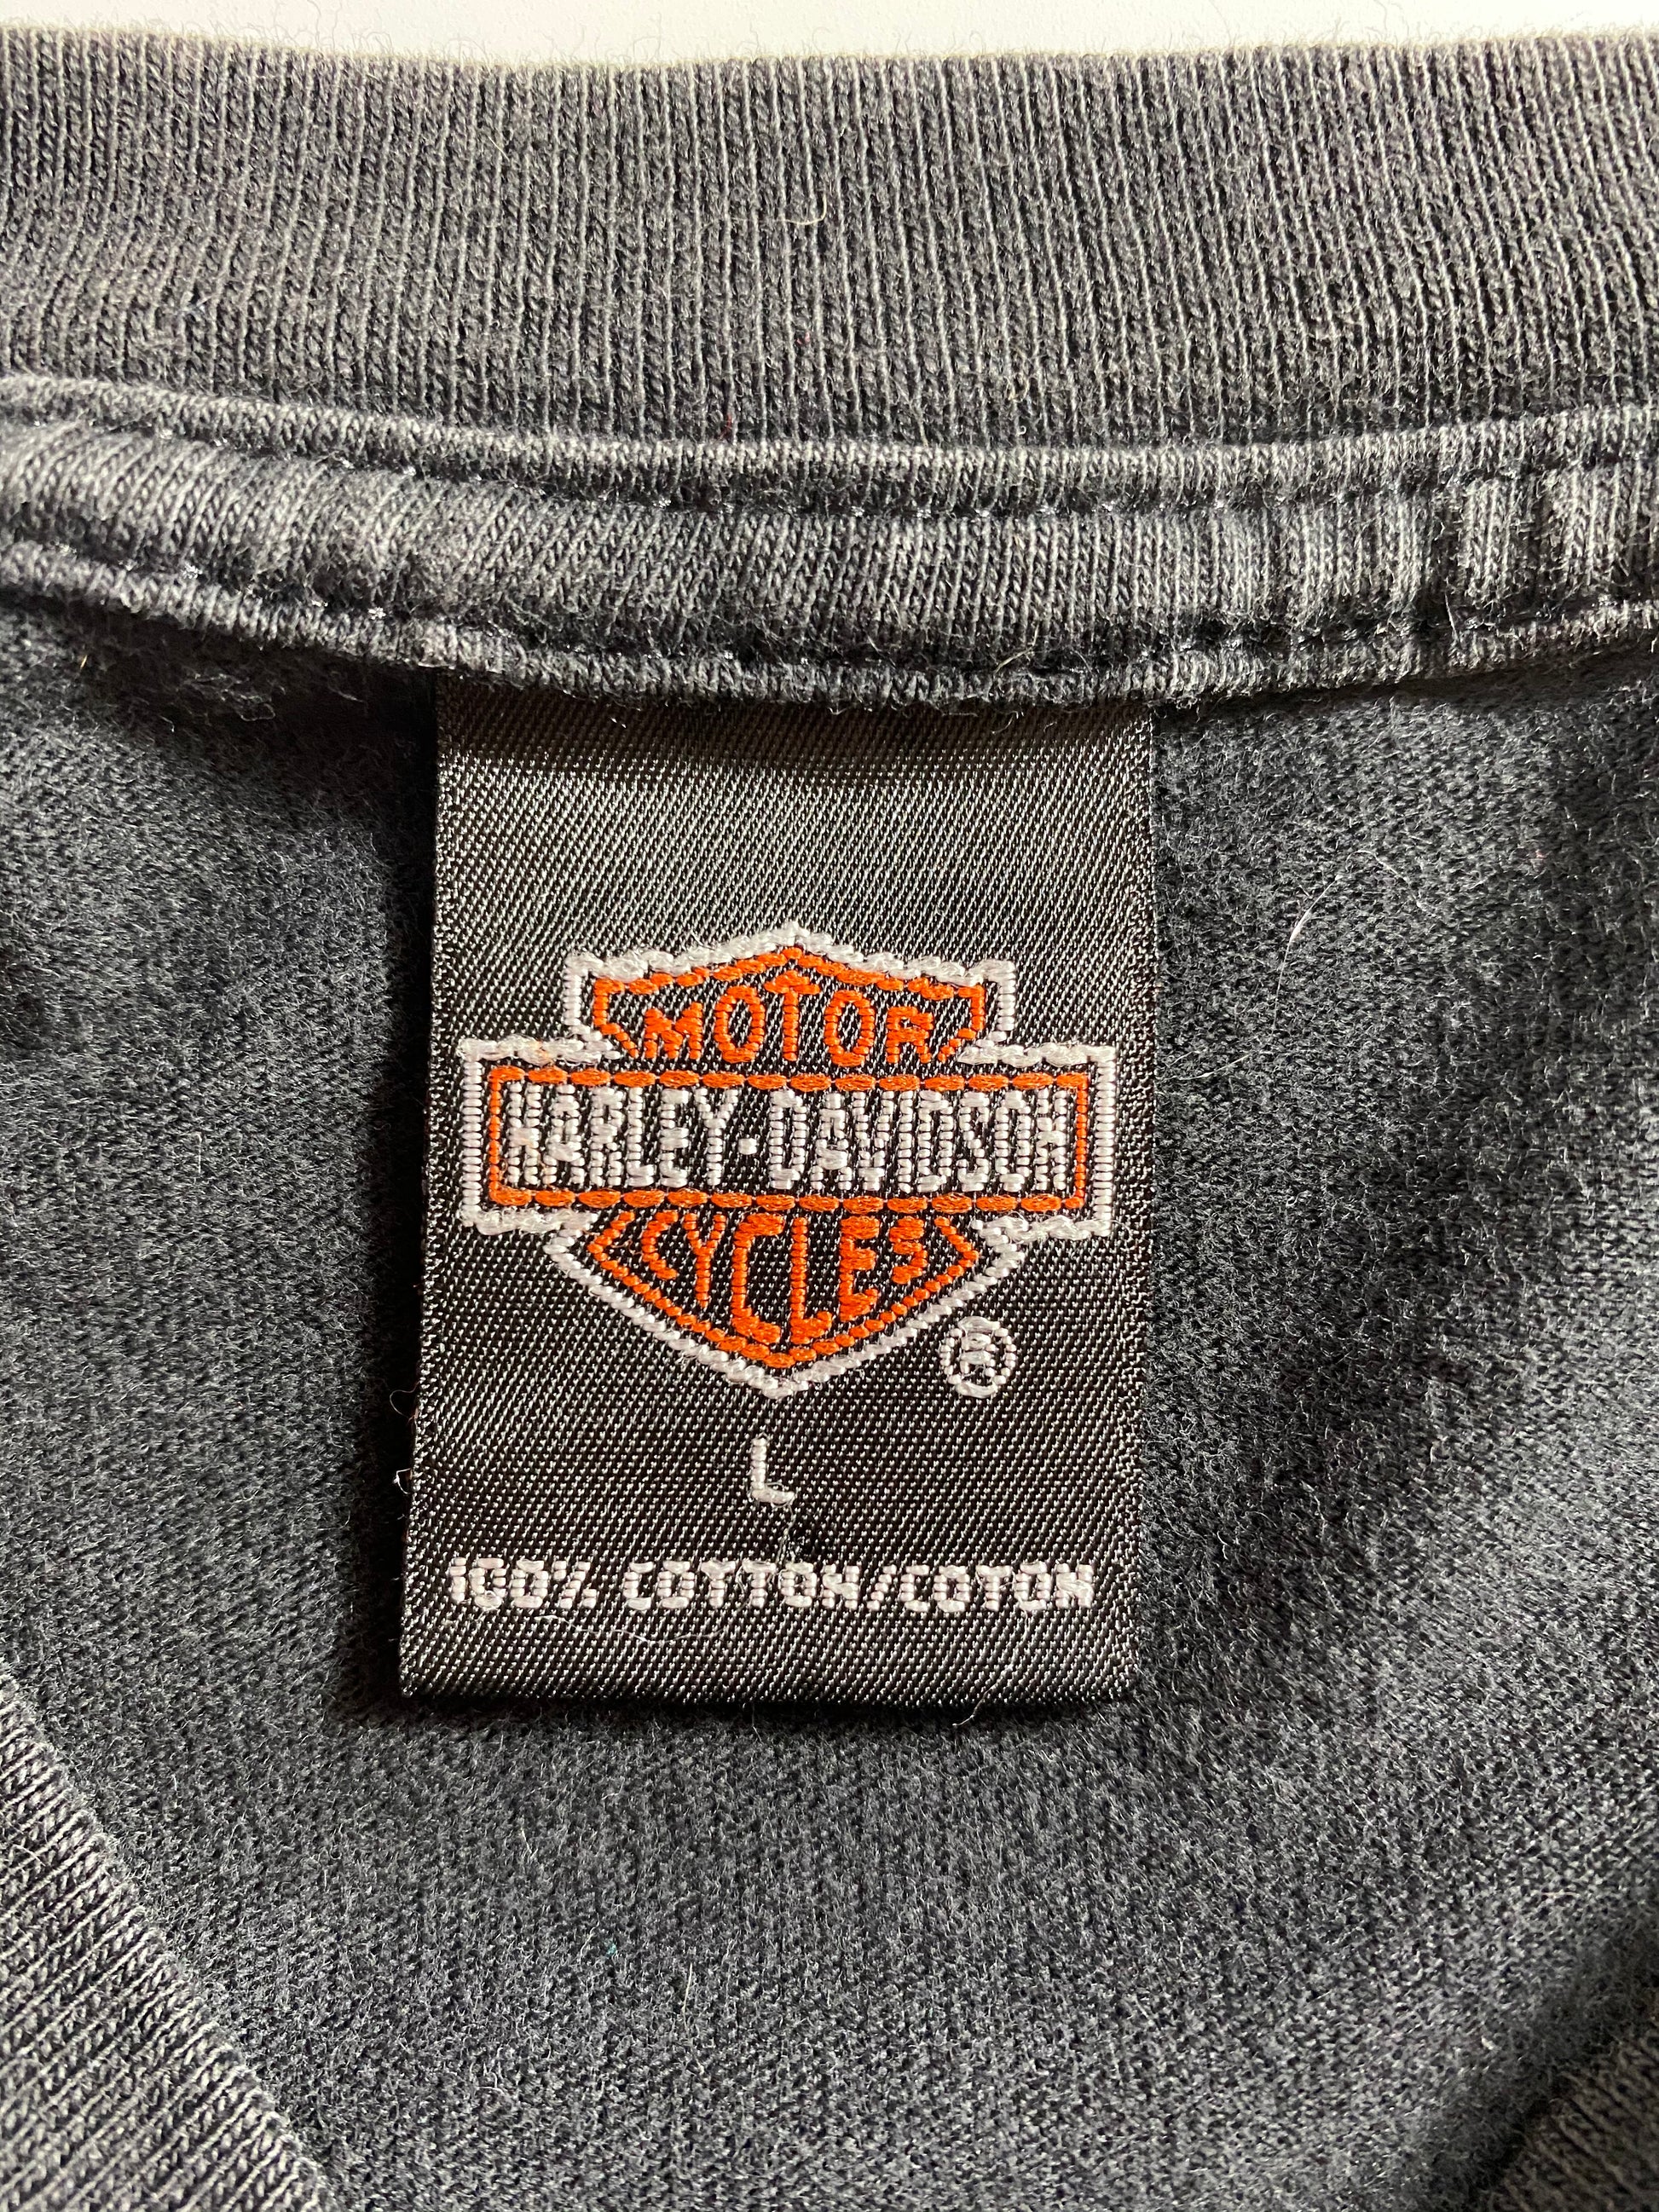 MOTOR
HARLEY-DAVIDSON
CYCLES
®
L
100% COTTON/COTON